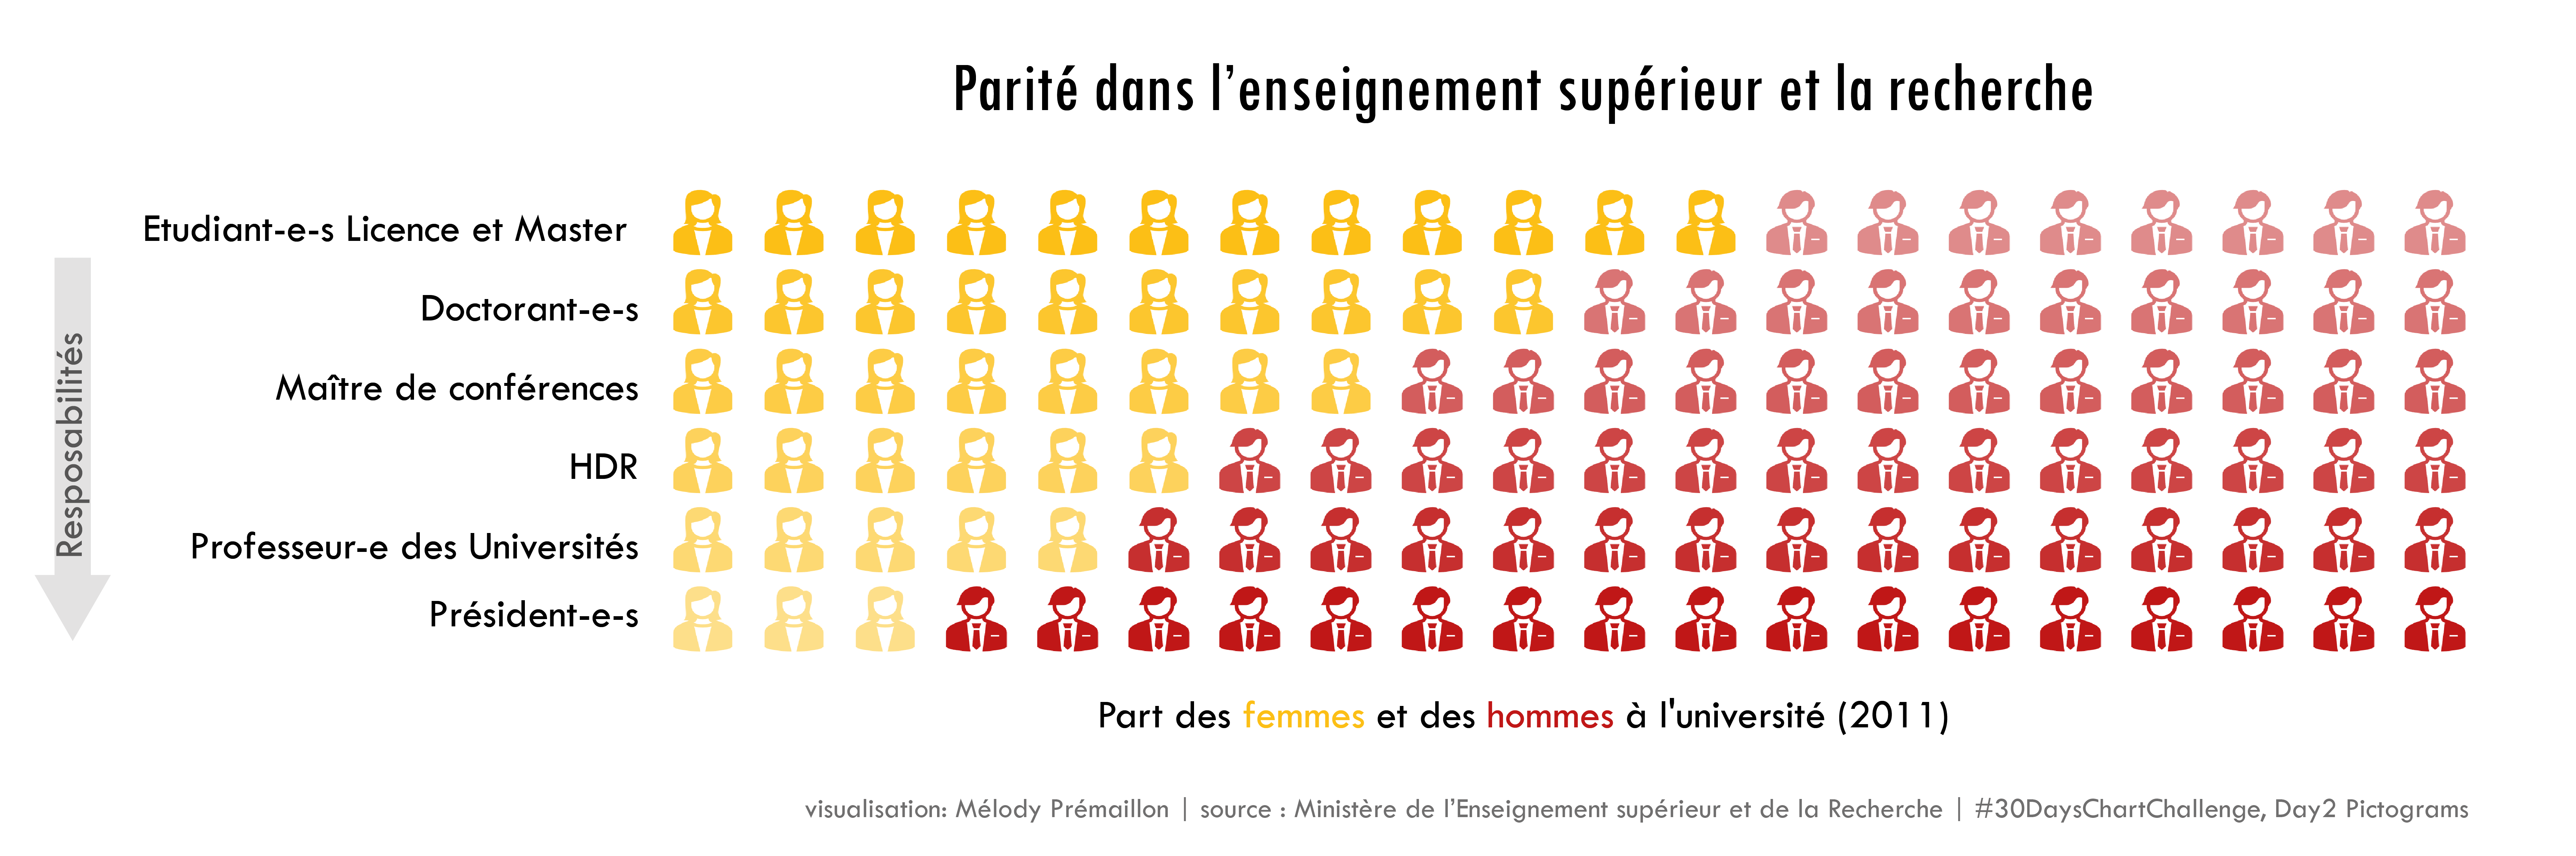 Parité dans l’enseignement supérieur et la recherche
Etudiant-e-s Licence et Master
Doctorant-e-s
Maître de conférences
HDR
Professeur-e des Universités
Président-e-s
Resposabilités
Part des femmes et des hommes à l'université (2011)
visualisation: Mélody Prémaillon | source : Ministère de l’Enseignement supérieur et de la Recherche | #30DaysChartChallenge, Day2 Pictograms